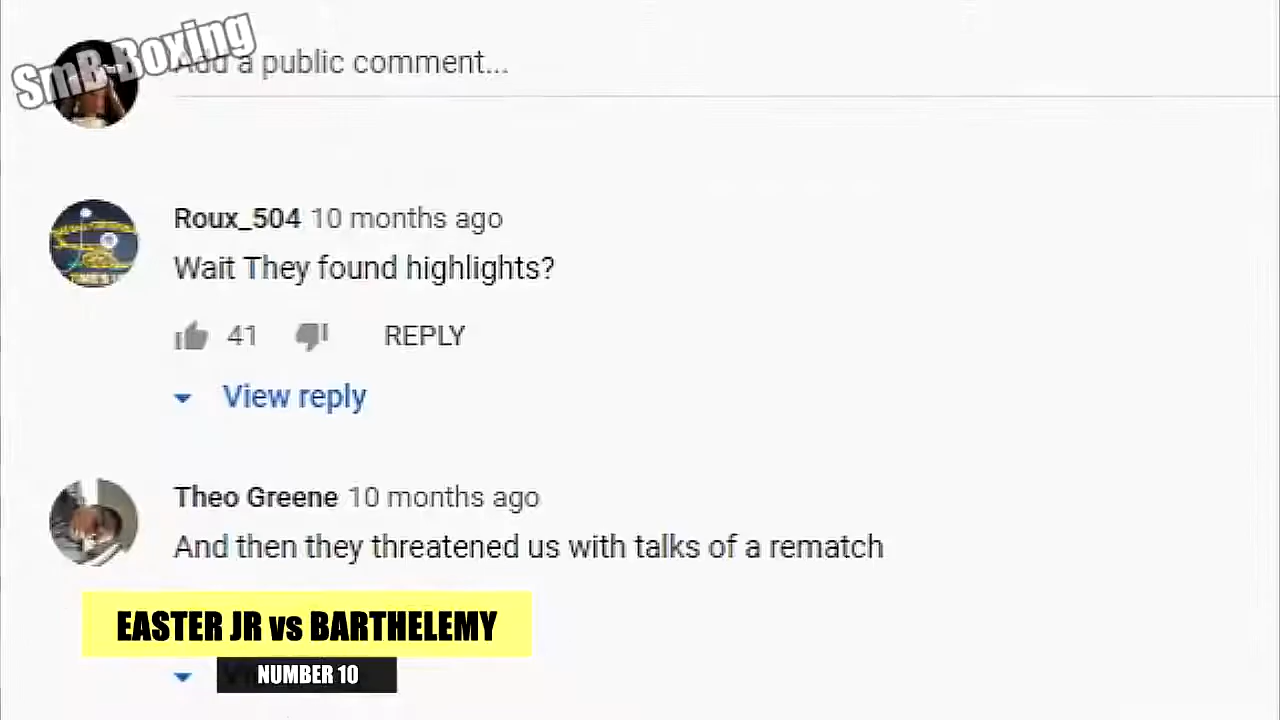 SmB Boxing
Add a public comment...
Roux_504 10 months ago
Wait They found highlights?
41 REPLY
View reply
Theo Greene 10 months ago
And then they threatened us with talks of a rematch
EASTER JR vs BARTHELEMY
NUMBER 10